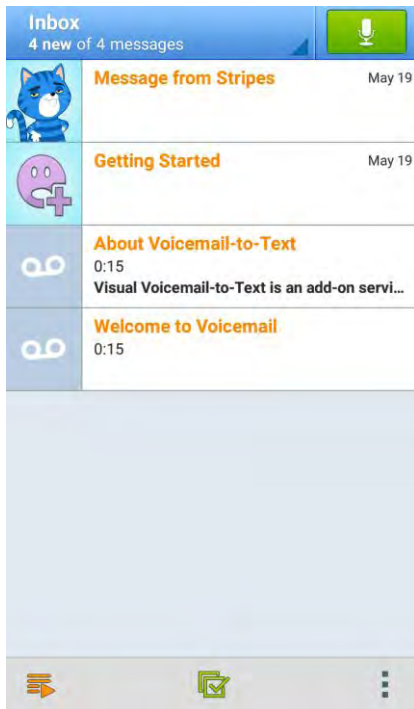 Inbox
4 new of 4 messages
Message from Stripes
May 19
Getting Started
May 19
About Voicemail-to-Text
0:15
Visual Voicemail-to-Text is an add-on servi...
Welcome to Voicemail
0:15